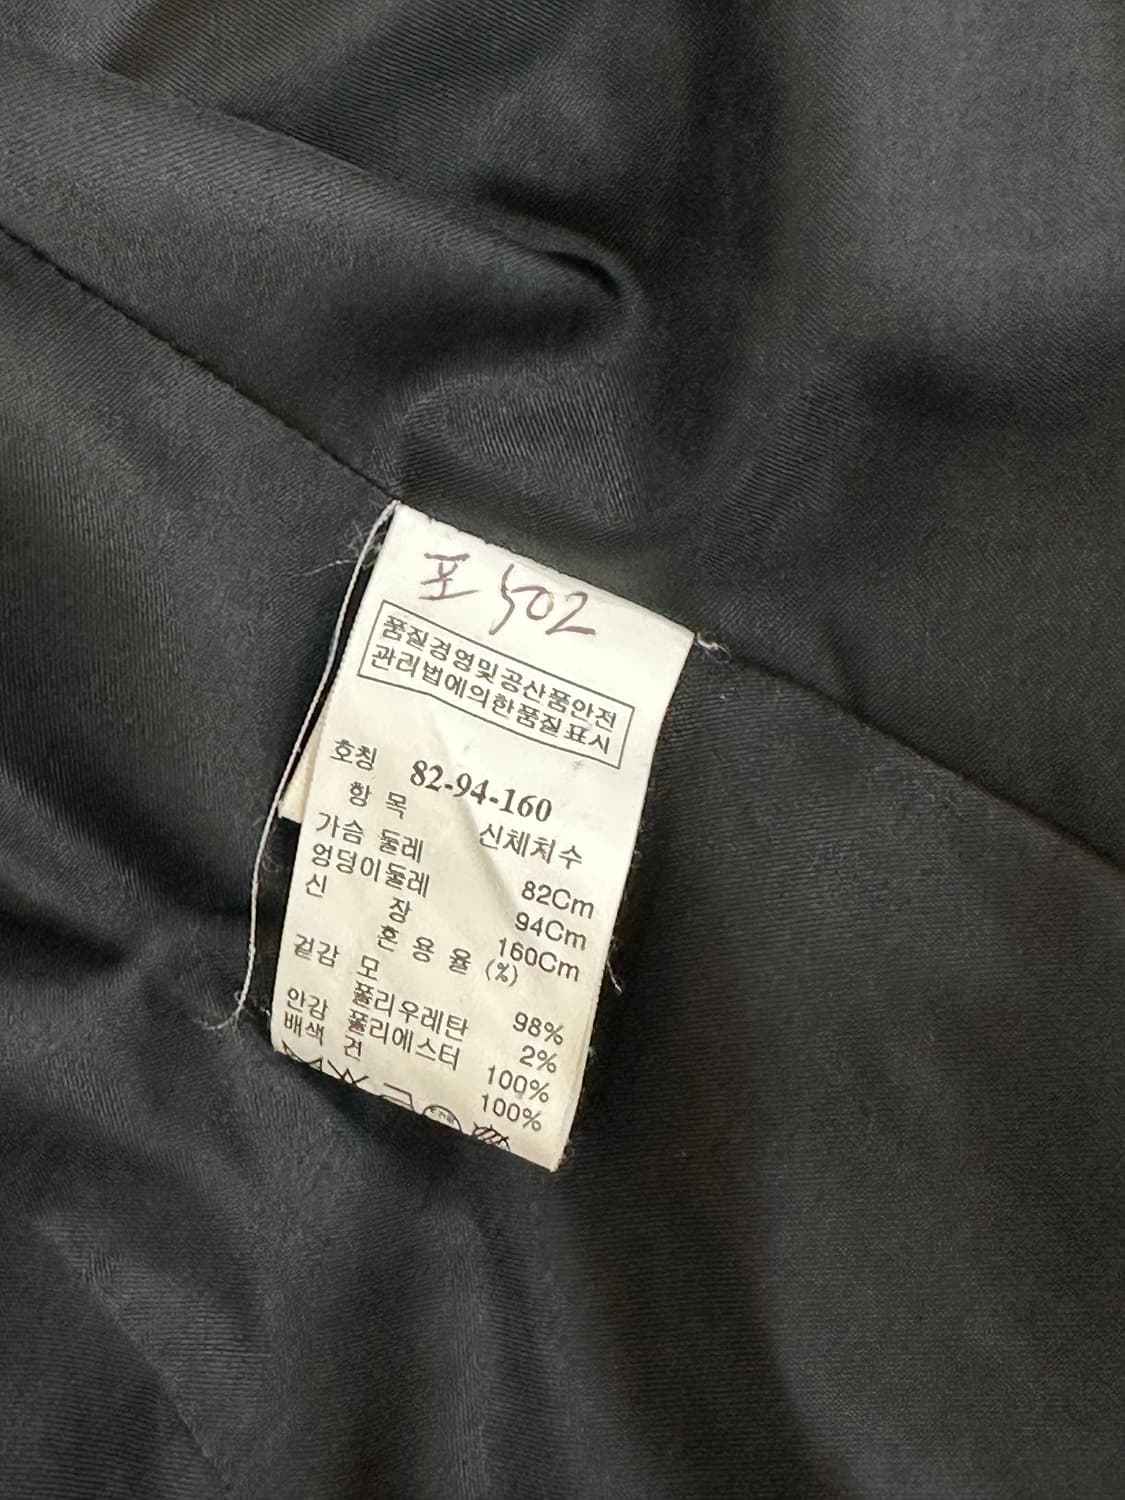 포 502
품질경영및공산품안전
관리법에의한품질표시
호칭 82-94-160
항 목 신체치수
가슴 둘레 82Cm
엉덩이둘레 94Cm
신 장 160Cm
혼 용 율 (%)
겉감 모 98%
폴리우레탄 2%
안감 폴리에스터 100%
배색 견 100%